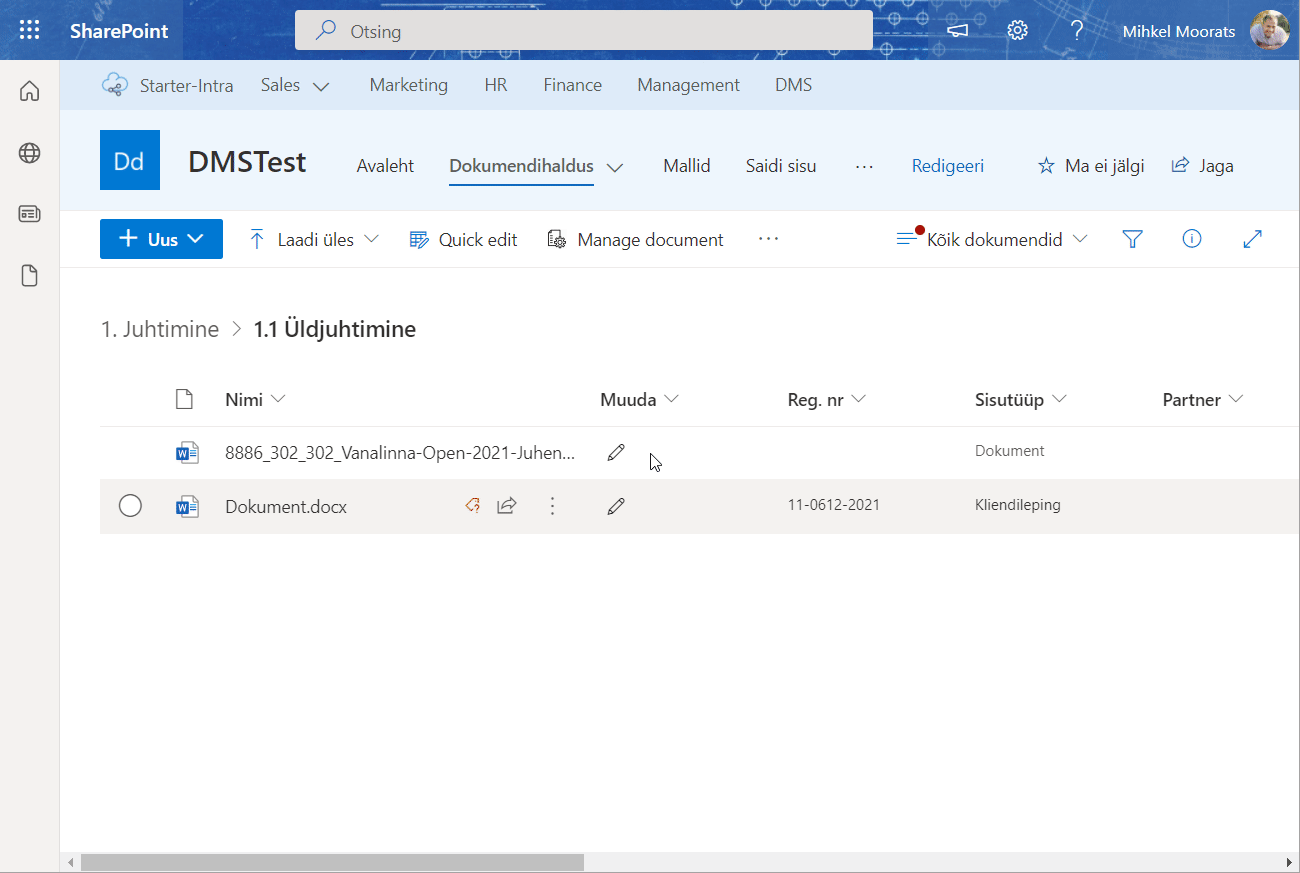 SharePoint
Otsing
Mihkel Moorats
Starter-Intra Sales Marketing HR Finance Management DMS
Dd
DMSTest
Avaleht Dokumendihaldus Mallid Saidi sisu ... Redigeeri Ma ei jälgi Jaga
Uus Laadi üles Quick edit Manage document ... Kõik dokumendid
1. Juhtimine > 1.1 Üldjuhtimine
Nimi Muuda Reg. nr Sisutüüp Partner
8886_302_302_Vanalinna-Open-2021-Juhen... Dokument
Dokument.docx 11-0612-2021 Kliendileping